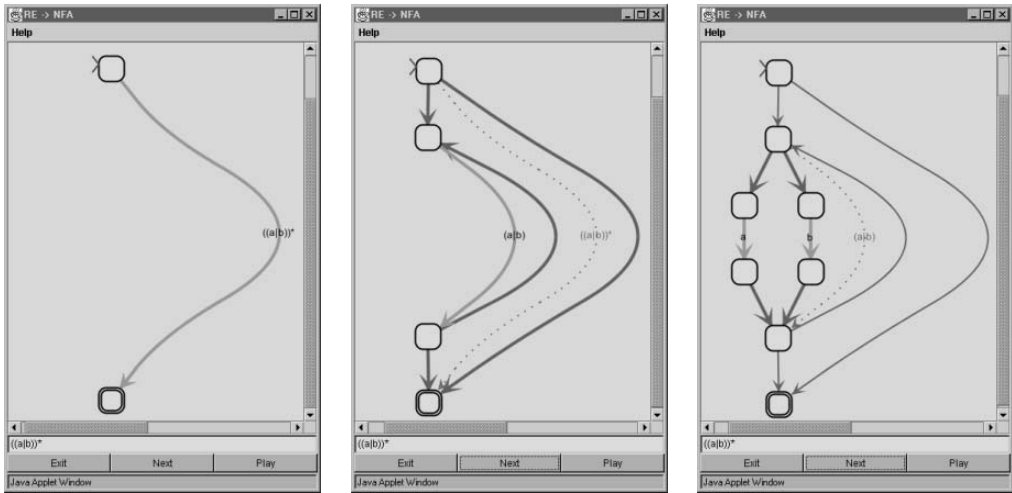 RE -> NFA
Help
((a|b))*
((a|b))*
Exit Next Play
Java Applet Window
RE -> NFA
Help
(a|b) ((a|b))*
((a|b))*
Exit Next Play
Java Applet Window
RE -> NFA
Help
a b (a|b)
((a|b))*
Exit Next Play
Java Applet Window